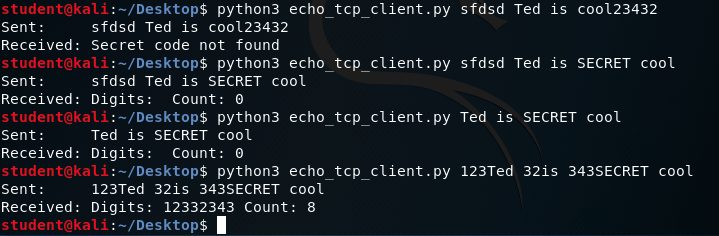 student@kali:~/Desktop$ python3 echo_tcp_client.py sfdsd Ted is cool23432
Sent:     sfdsd Ted is cool23432
Received: Secret code not found
student@kali:~/Desktop$ python3 echo_tcp_client.py sfdsd Ted is SECRET cool
Sent:     sfdsd Ted is SECRET cool
Received: Digits:  Count: 0
student@kali:~/Desktop$ python3 echo_tcp_client.py Ted is SECRET cool
Sent:     Ted is SECRET cool
Received: Digits:  Count: 0
student@kali:~/Desktop$ python3 echo_tcp_client.py 123Ted 32is 343SECRET cool
Sent:     123Ted 32is 343SECRET cool
Received: Digits: 12332343 Count: 8
student@kali:~/Desktop$